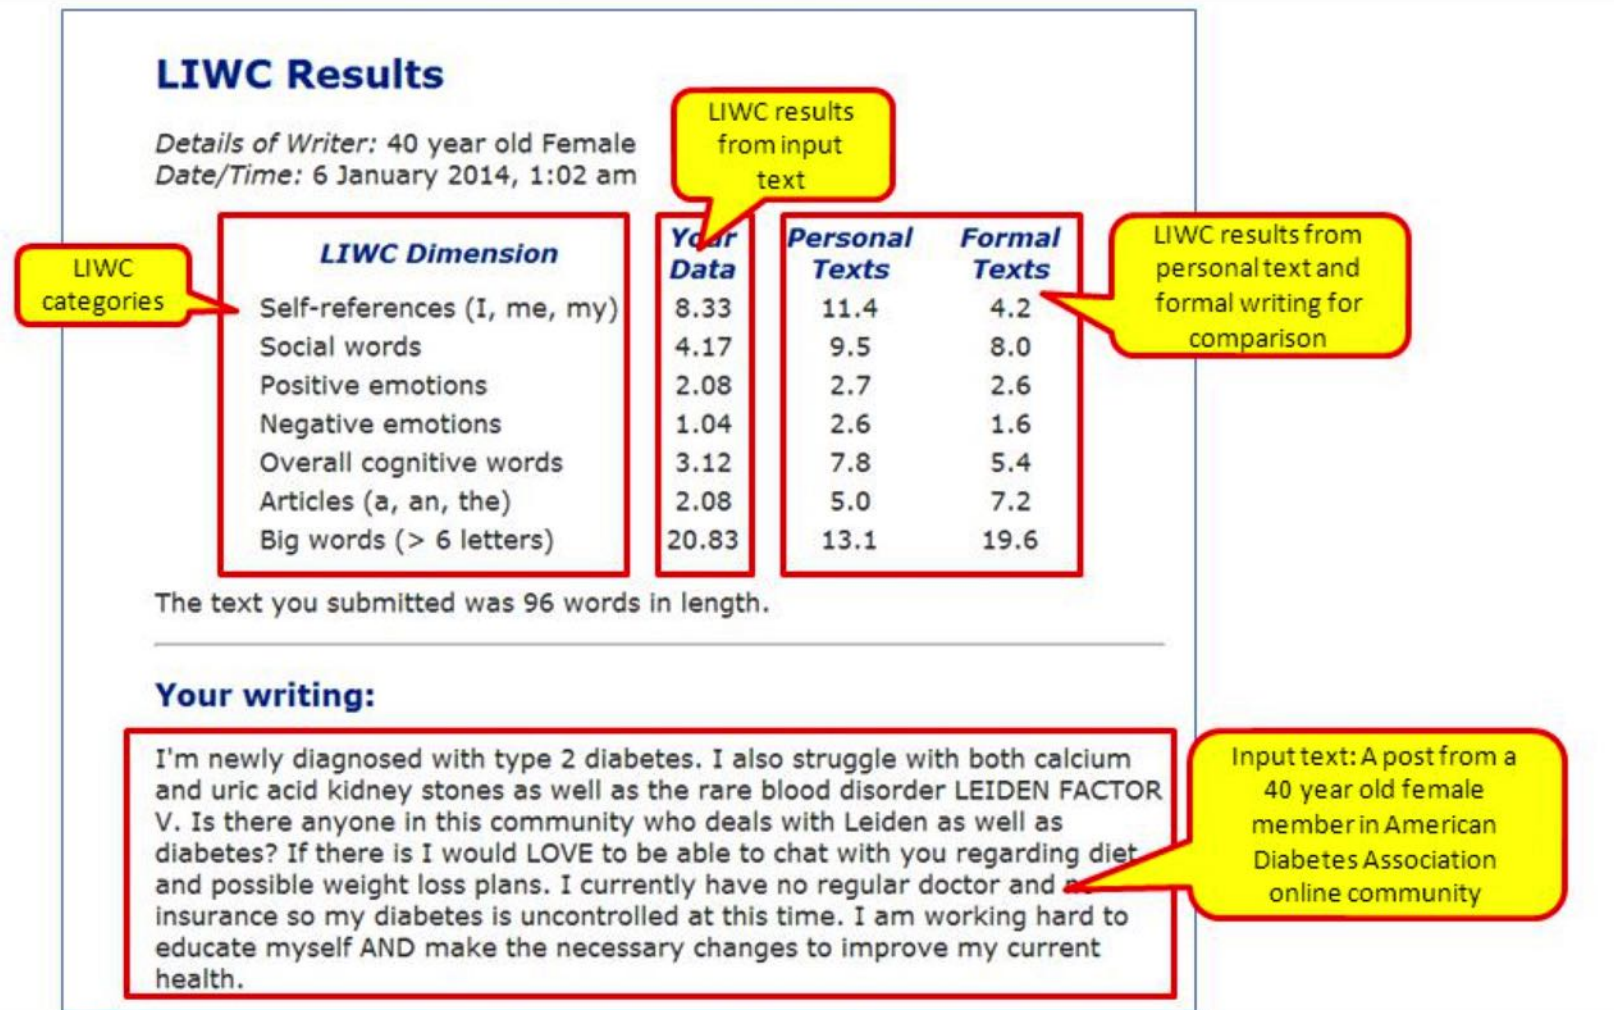 LIWC Results
Details of Writer: 40 year old Female
Date/Time: 6 January 2014, 1:02 am
LIWC results
from input
text
LIWC
categories
LIWC Dimension
Your Data
Personal Texts
Formal Texts
Self-references (I, me, my) 8.33 11.4 4.2
Social words 4.17 9.5 8.0
Positive emotions 2.08 2.7 2.6
Negative emotions 1.04 2.6 1.6
Overall cognitive words 3.12 7.8 5.4
Articles (a, an, the) 2.08 5.0 7.2
Big words (> 6 letters) 20.83 13.1 19.6
LIWC results from
personal text and
formal writing for
comparison
The text you submitted was 96 words in length.
Your writing:
I'm newly diagnosed with type 2 diabetes. I also struggle with both calcium
and uric acid kidney stones as well as the rare blood disorder LEIDEN FACTOR
V. Is there anyone in this community who deals with Leiden as well as
diabetes? If there is I would LOVE to be able to chat with you regarding diet
and possible weight loss plans. I currently have no regular doctor and
insurance so my diabetes is uncontrolled at this time. I am working hard to
educate myself AND make the necessary changes to improve my current
health.
Input text: A post from a
40 year old female
member in American
Diabetes Association
online community